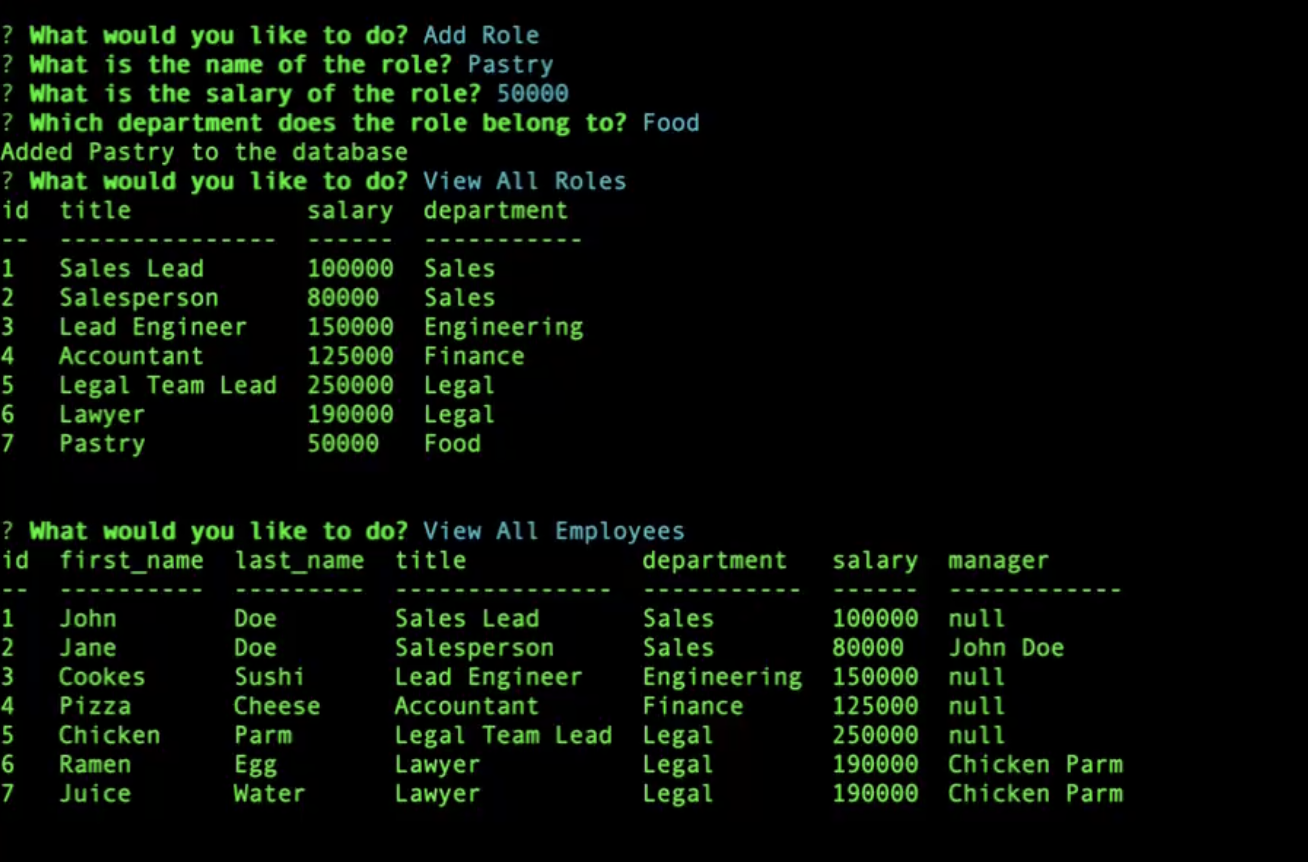 ? What would you like to do? Add Role
? What is the name of the role? Pastry
? What is the salary of the role? 50000
? Which department does the role belong to? Food
Added Pastry to the database
? What would you like to do? View All Roles
id  title            salary  department
--  ---------------  ------  -----------
1   Sales Lead       100000  Sales
2   Salesperson      80000   Sales
3   Lead Engineer    150000  Engineering
4   Accountant       125000  Finance
5   Legal Team Lead  250000  Legal
6   Lawyer           190000  Legal
7   Pastry           50000   Food
? What would you like to do? View All Employees
id  first_name  last_name  title            department   salary  manager
--  ----------  ---------  ---------------  -----------  ------  ------------
1   John        Doe        Sales Lead       Sales        100000  null
2   Jane        Doe        Salesperson      Sales        80000   John Doe
3   Cookes      Sushi      Lead Engineer    Engineering  150000  null
4   Pizza       Cheese     Accountant       Finance      125000  null
5   Chicken     Parm       Legal Team Lead  Legal        250000  null
6   Ramen       Egg        Lawyer           Legal        190000  Chicken Parm
7   Juice       Water      Lawyer           Legal        190000  Chicken Parm